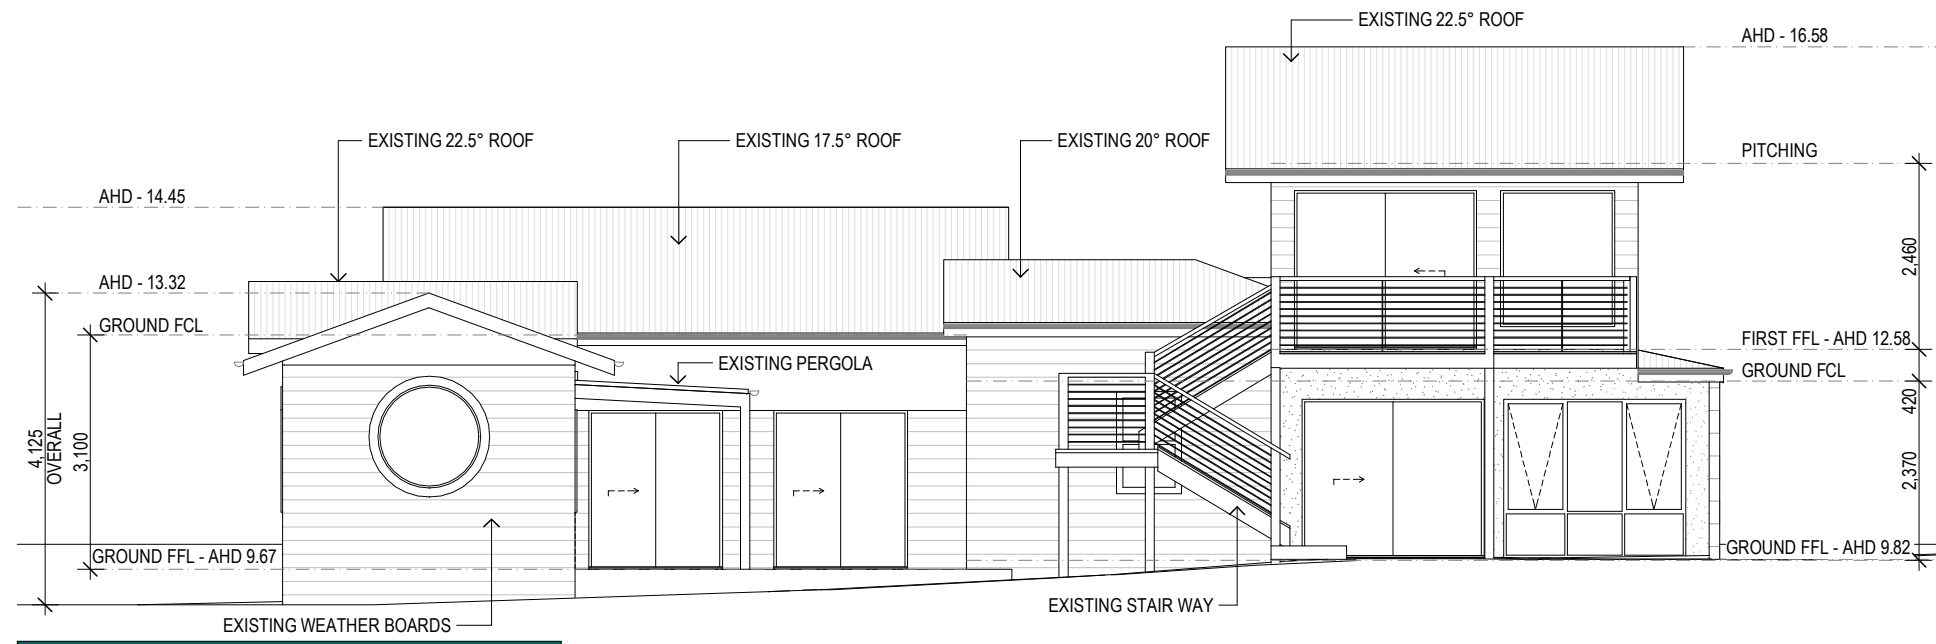 EXISTING 22.5° ROOF
AHD - 16.58
EXISTING 22.5° ROOF
EXISTING 17.5° ROOF
EXISTING 20° ROOF
PITCHING
AHD - 14.45
2,460
AHD - 13.32
GROUND FCL
FIRST FFL - AHD 12.58
EXISTING PERGOLA
GROUND FCL
420
4,125
OVERALL
3,100
2,370
GROUND FFL - AHD 9.67
GROUND FFL - AHD 9.82
EXISTING STAIR WAY
EXISTING WEATHER BOARDS